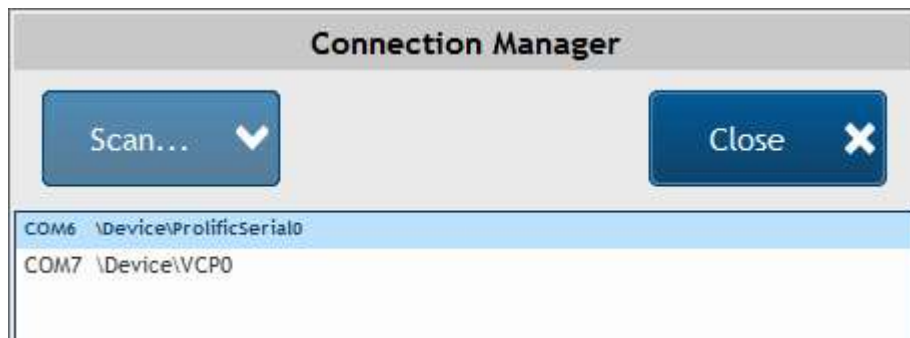 Connection Manager
Scan...
Close
COM6 \Device\ProlificSerial0
COM7 \Device\VCP0